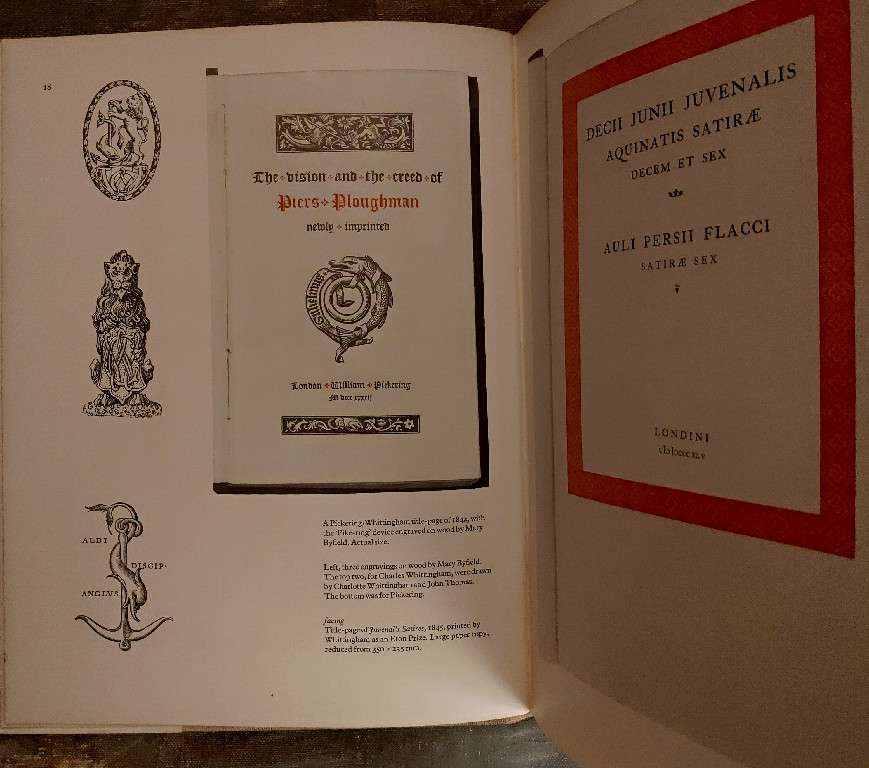 18
ALDI
DISCIP·
ANGLVS
The vision and the creed of
Piers Ploughman
newly imprinted
Gulielmus
London William Pickering
A Pickering/Whittingham title-page of 1842, with
the 'Pike-ring' device engraved on wood by Mary
Byfield. Actual size.
Left, three engravings on wood by Mary Byfield.
The top two, for Charles Whittingham, were drawn
by Charlotte Whittingham and John Thomas.
The bottom was for Pickering.
facing
Title-page of Juvenal's Satires, 1845, printed by
Whittingham as an Eton Prize. Large paper copy,
reduced from 350 × 235 mm.
DECII JUNII JUVENALIS
AQUINATIS SATIRÆ
DECEM ET SEX
AULI PERSII FLACCI
SATIRÆ SEX
LONDINI